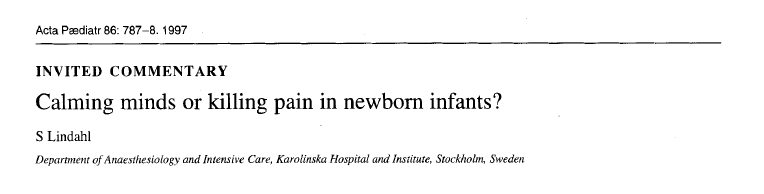 Acta Pædiatr 86: 787–8. 1997
INVITED COMMENTARY
Calming minds or killing pain in newborn infants?
S Lindahl
Department of Anaesthesiology and Intensive Care, Karolinska Hospital and Institute, Stockholm, Sweden